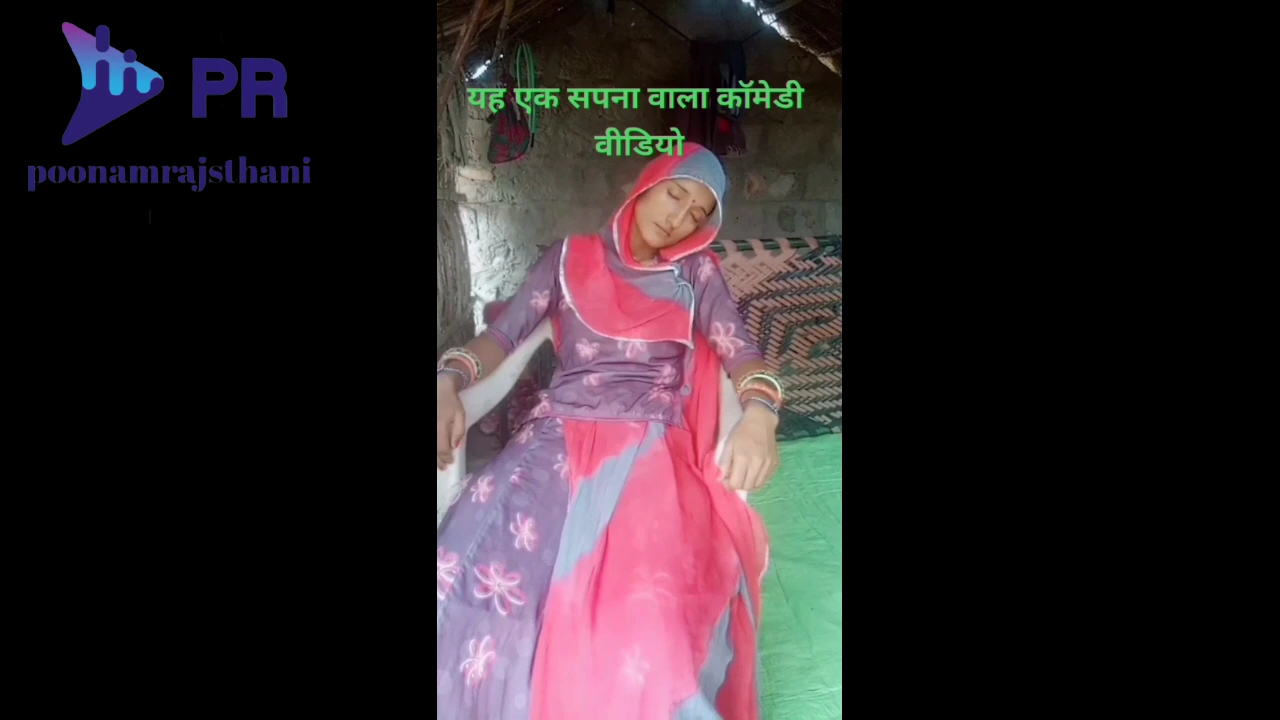 PR
poonamrajsthani
यह एक सपना वाला कॉमेडी
वीडियो